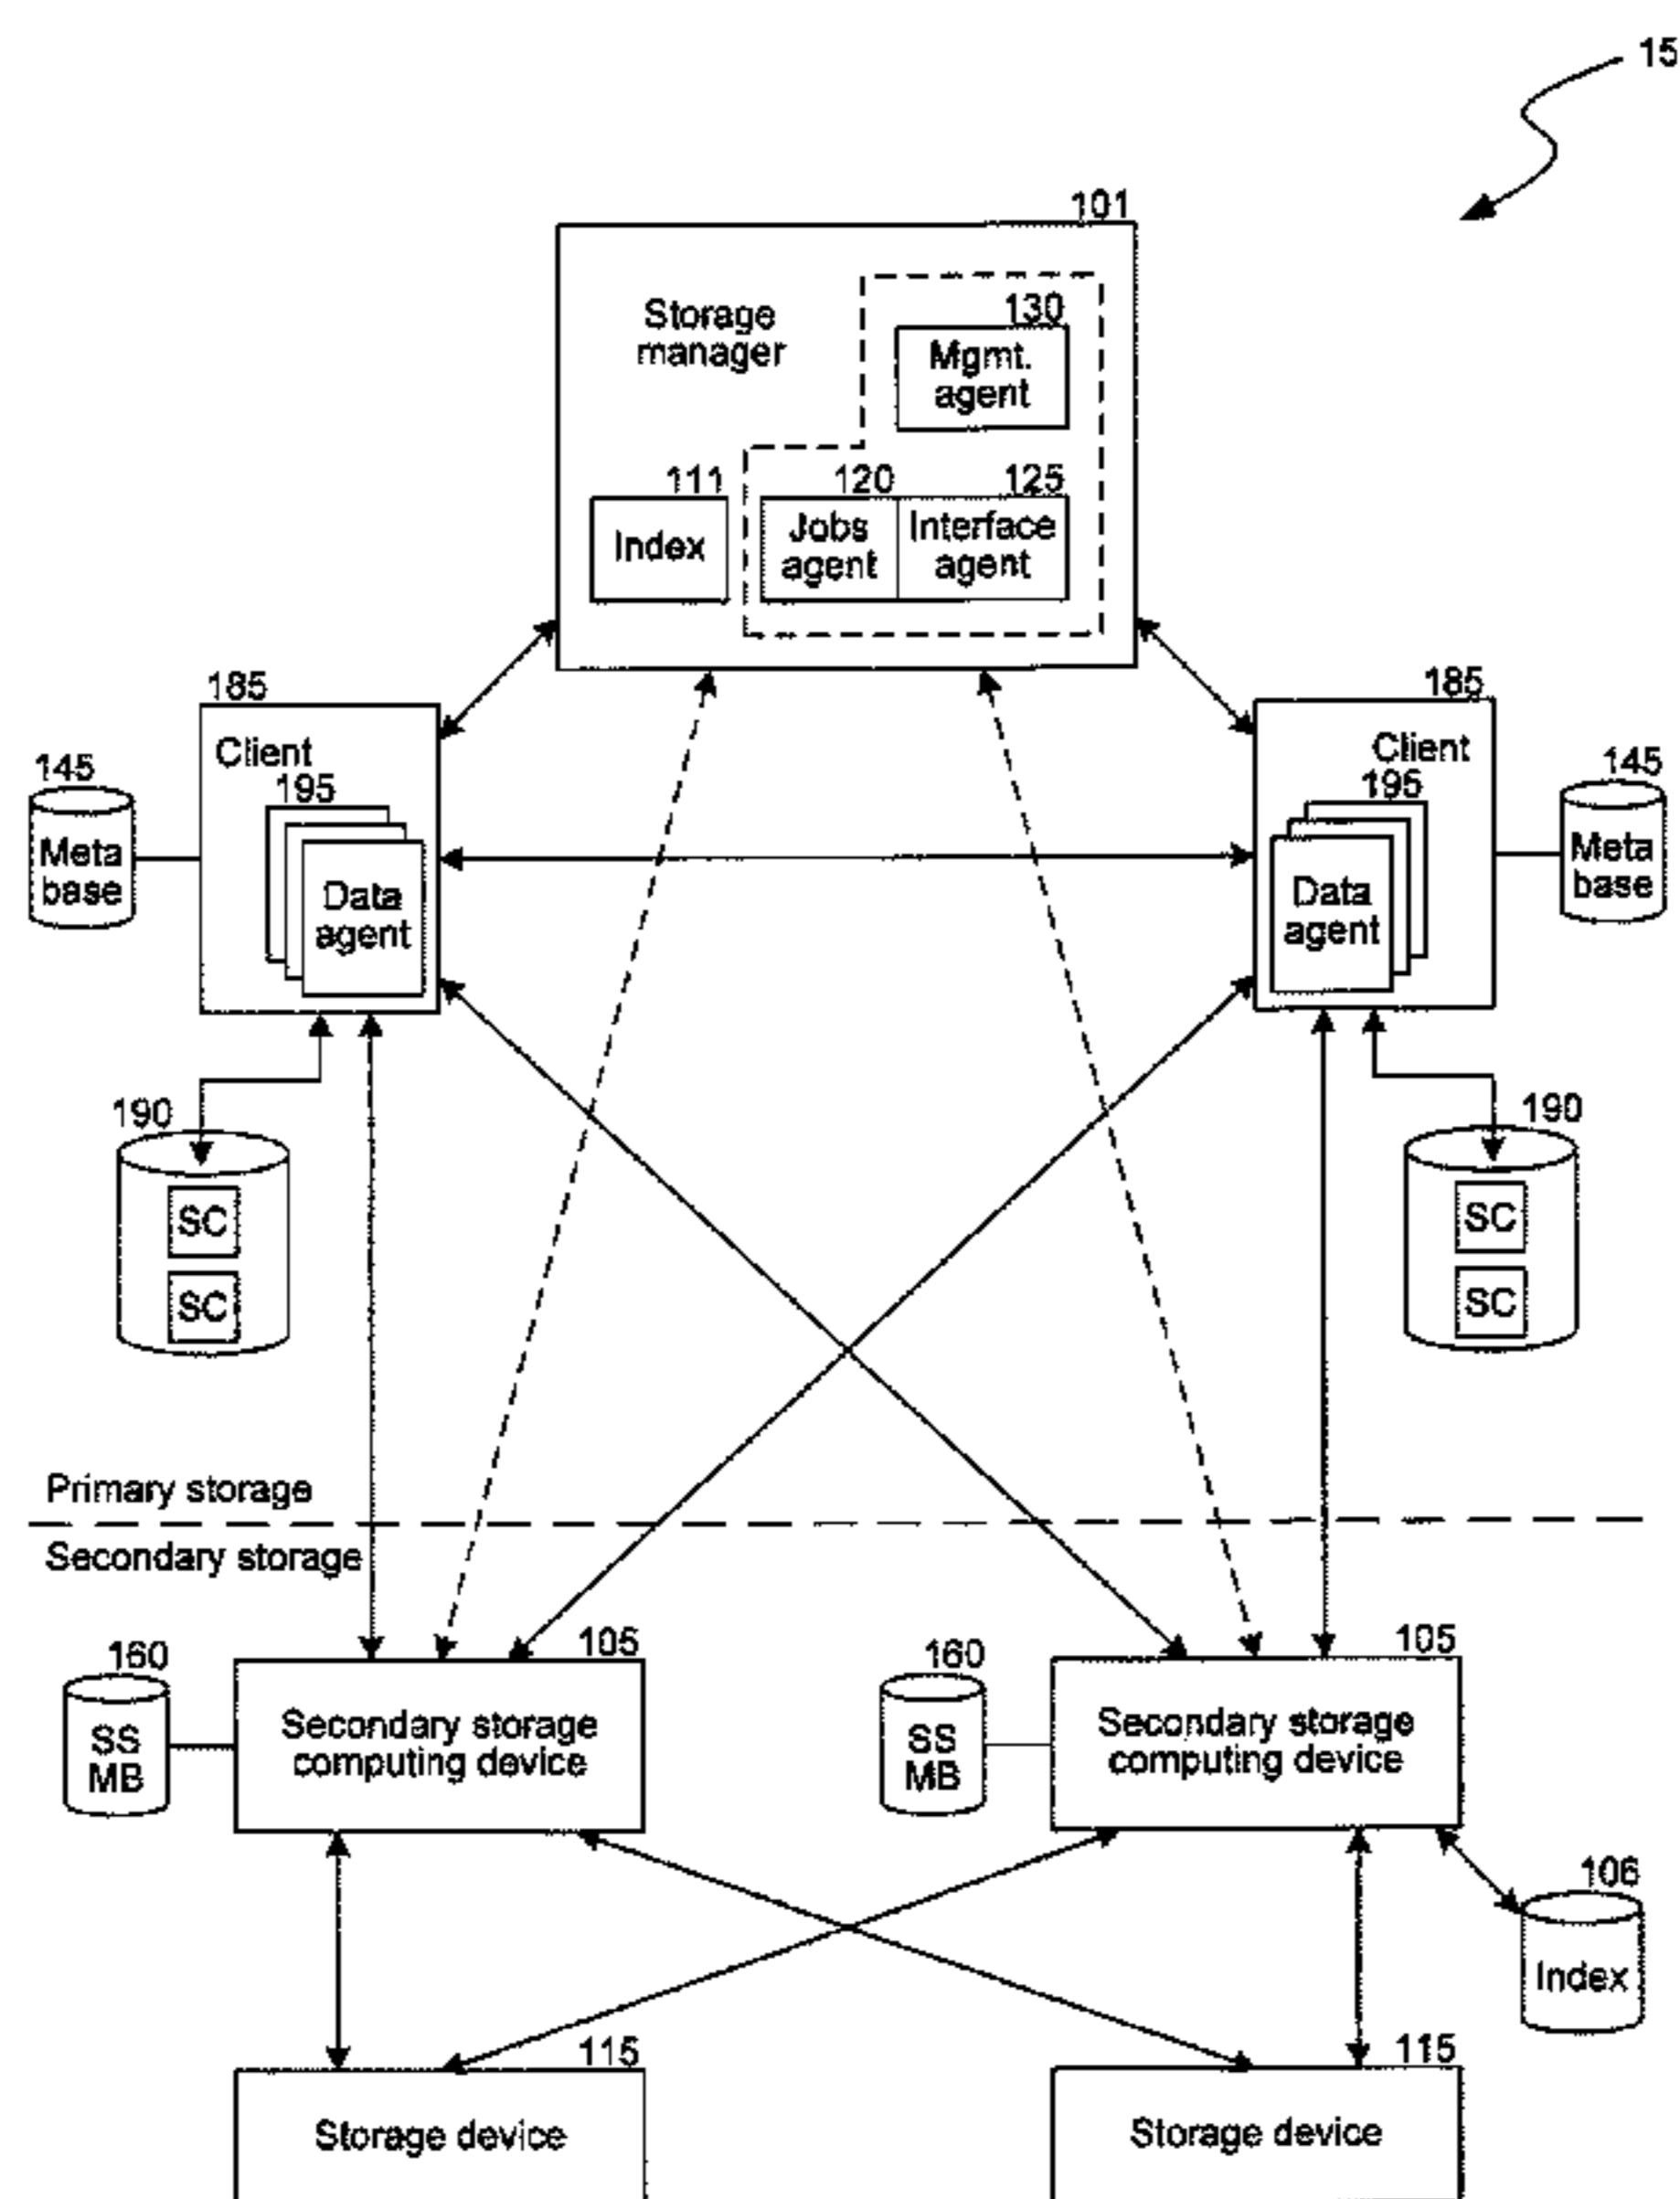 15
101
Storage
manager
130
Mgmt.
agent
111
120
125
Index
Jobs
agent
Interface
agent
185
185
Client
Client
145
195
195
145
Meta
base
Data
agent
Data
agent
Meta
base
190
190
SC
SC
SC
SC
Primary storage
Secondary storage
160
105
160
105
SS
MB
Secondary storage
computing device
SS
MB
Secondary storage
computing device
106
Index
115
115
Storage device
Storage device